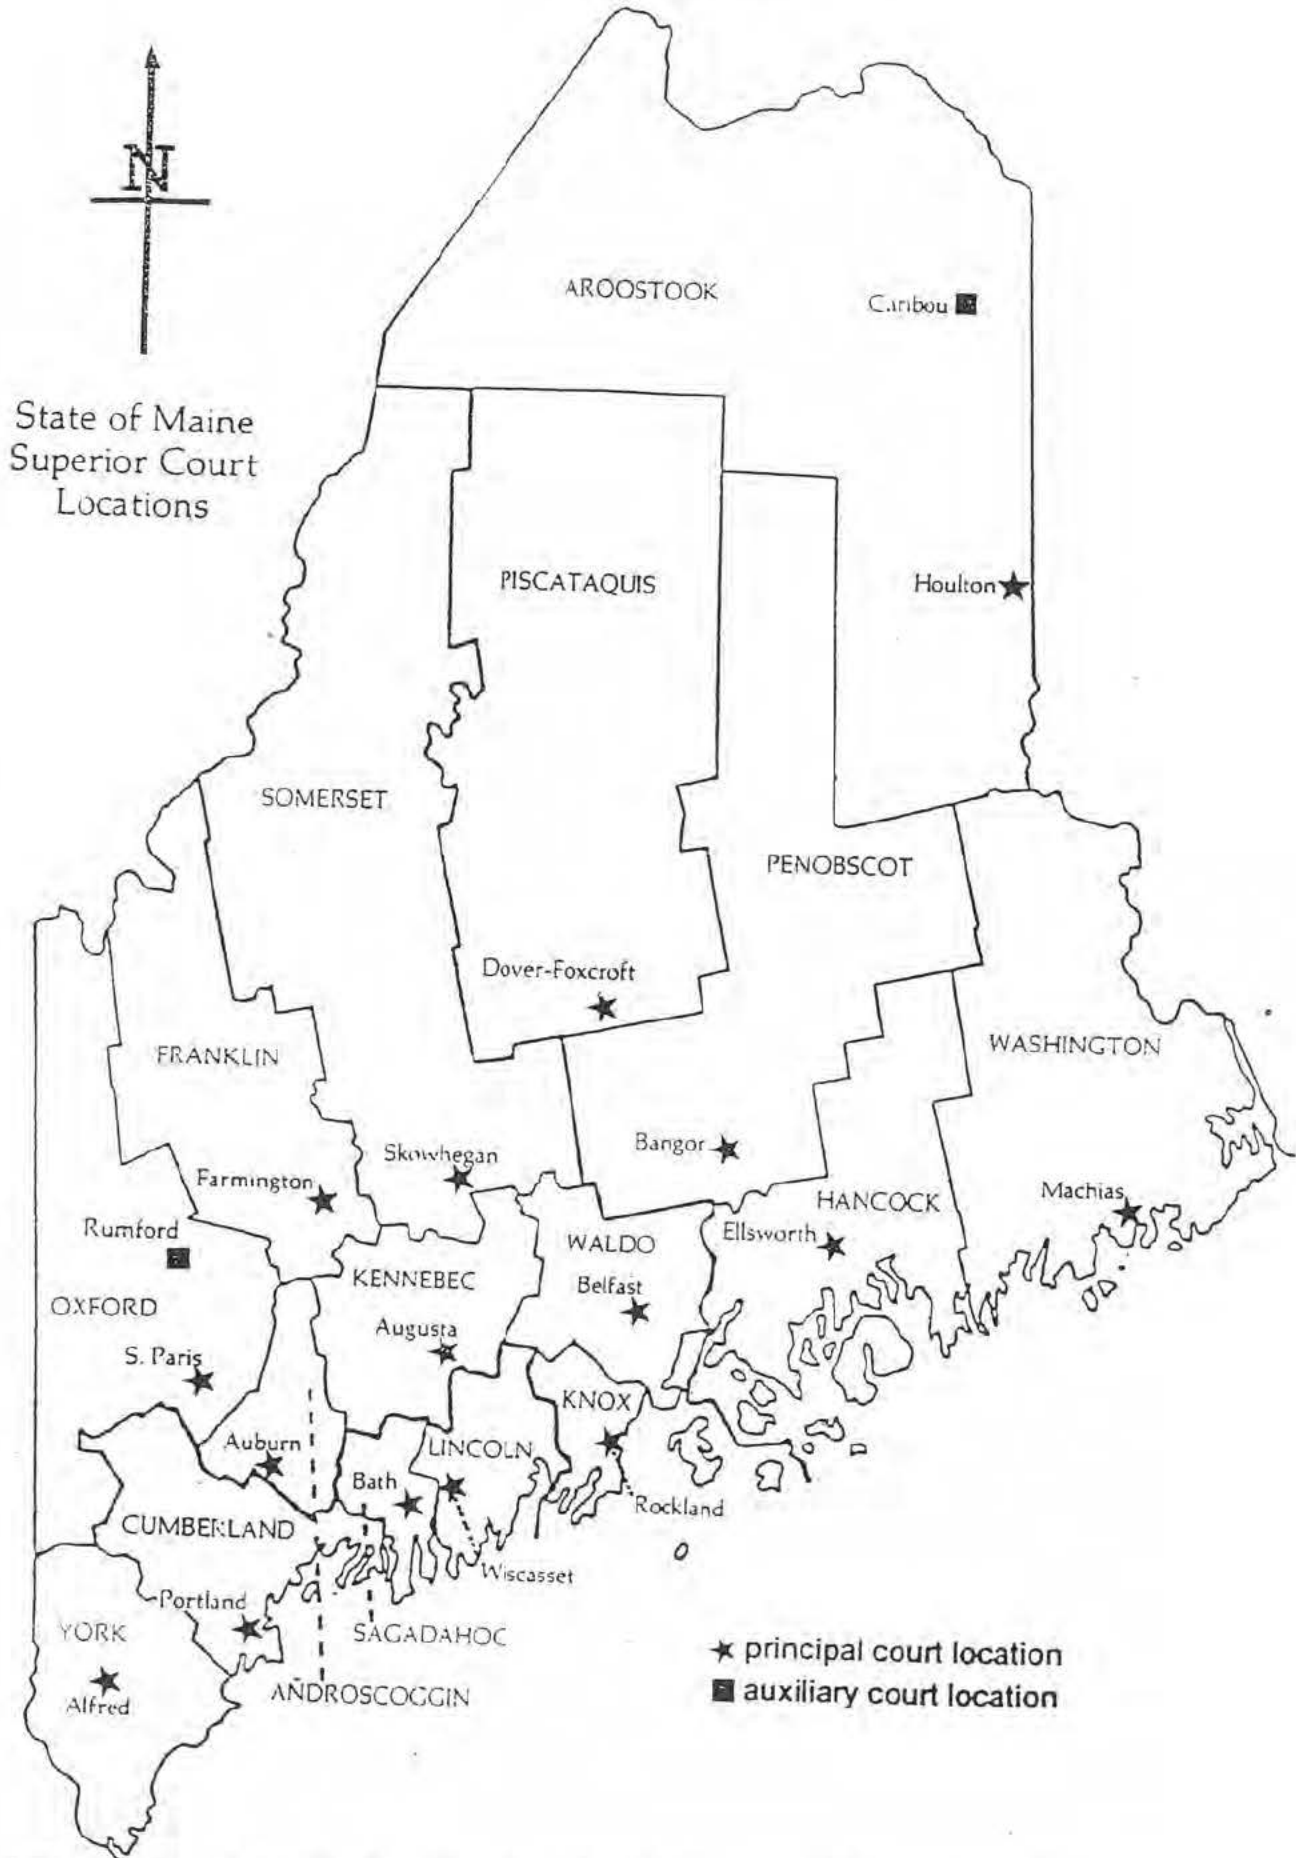 N
State of Maine
Superior Court
Locations
AROOSTOOK
Caribou
PISCATAQUIS
Houlton
SOMERSET
PENOBSCOT
Dover-Foxcroft
FRANKLIN
WASHINGTON
Skowhegan
Bangor
Farmington
HANCOCK
Machias
Rumford
WALDO
Ellsworth
KENNEBEC
Belfast
OXFORD
Augusta
S. Paris
KNOX
Auburn
LINCOLN
Bath
Rockland
CUMBERLAND
Wiscasset
Portland
YORK
SAGADAHOC
Alfred
ANDROSCOGGIN
principal court location
auxiliary court location